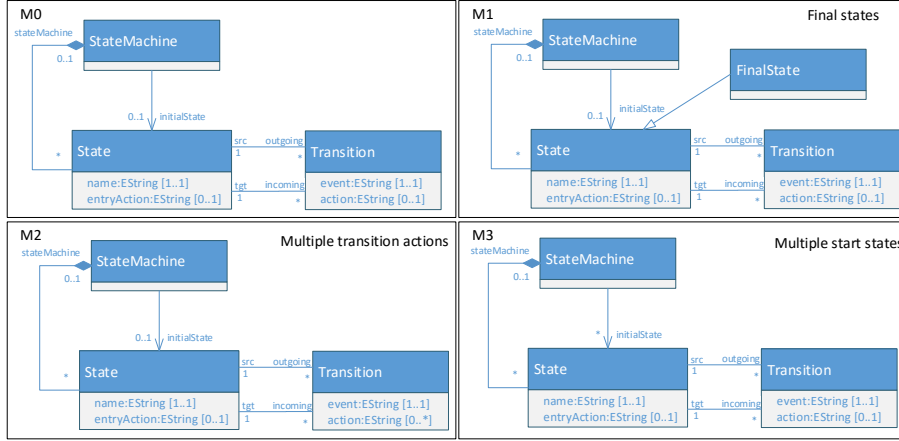 M0
stateMachine
StateMachine
0..1
0..1 initialState
*
State
src outgoing
1 *
Transition
name:EString [1..1]
entryAction:EString [0..1]
tgt incoming
1 *
event:EString [1..1]
action:EString [0..1]
M1 Final states
stateMachine
StateMachine
0..1
FinalState
0..1 initialState
*
State
src outgoing
1 *
Transition
name:EString [1..1]
entryAction:EString [0..1]
tgt incoming
1 *
event:EString [1..1]
action:EString [0..1]
M2 Multiple transition actions
stateMachine
StateMachine
0..1
0..1 initialState
*
State
src outgoing
1 *
Transition
name:EString [1..1]
entryAction:EString [0..1]
tgt incoming
1 *
event:EString [1..1]
action:EString [0..*]
M3 Multiple start states
stateMachine
StateMachine
0..1
* initialState
*
State
src outgoing
1 *
Transition
name:EString [1..1]
entryAction:EString [0..1]
tgt incoming
1 *
event:EString [1..1]
action:EString [0..1]